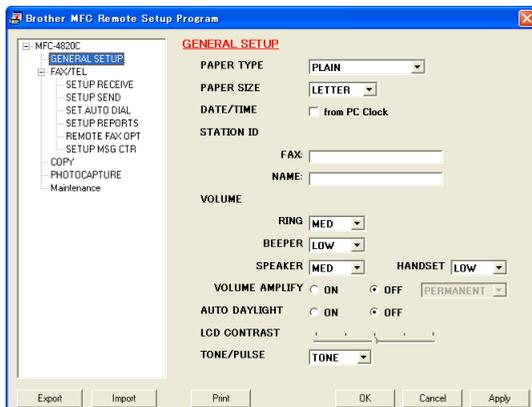 Brother MFC Remote Setup Program
MFC-4820C
GENERAL SETUP
FAX/TEL
SETUP RECEIVE
SETUP SEND
SET AUTO DIAL
SETUP REPORTS
REMOTE FAX OPT
SETUP MSG CTR
COPY
PHOTOCAPTURE
Maintenance
GENERAL SETUP
PAPER TYPE PLAIN
PAPER SIZE LETTER
DATE/TIME from PC Clock
STATION ID
FAX:
NAME:
VOLUME
RING MED
BEEPER LOW
SPEAKER MED HANDSET LOW
VOLUME AMPLIFY ON OFF PERMANENT
AUTO DAYLIGHT ON OFF
LCD CONTRAST
TONE/PULSE TONE
Export Import Print OK Cancel Apply